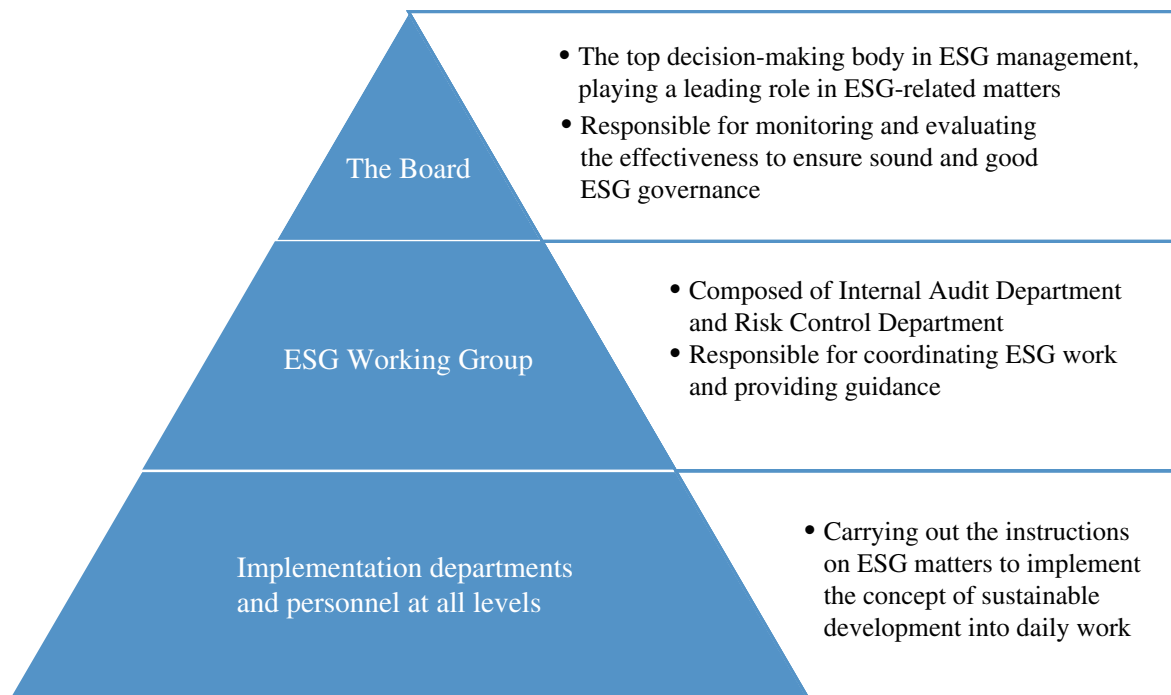 The Board
• The top decision-making body in ESG management,
playing a leading role in ESG-related matters
• Responsible for monitoring and evaluating
the effectiveness to ensure sound and good
ESG governance
ESG Working Group
• Composed of Internal Audit Department
and Risk Control Department
• Responsible for coordinating ESG work
and providing guidance
Implementation departments
and personnel at all levels
• Carrying out the instructions
on ESG matters to implement
the concept of sustainable
development into daily work